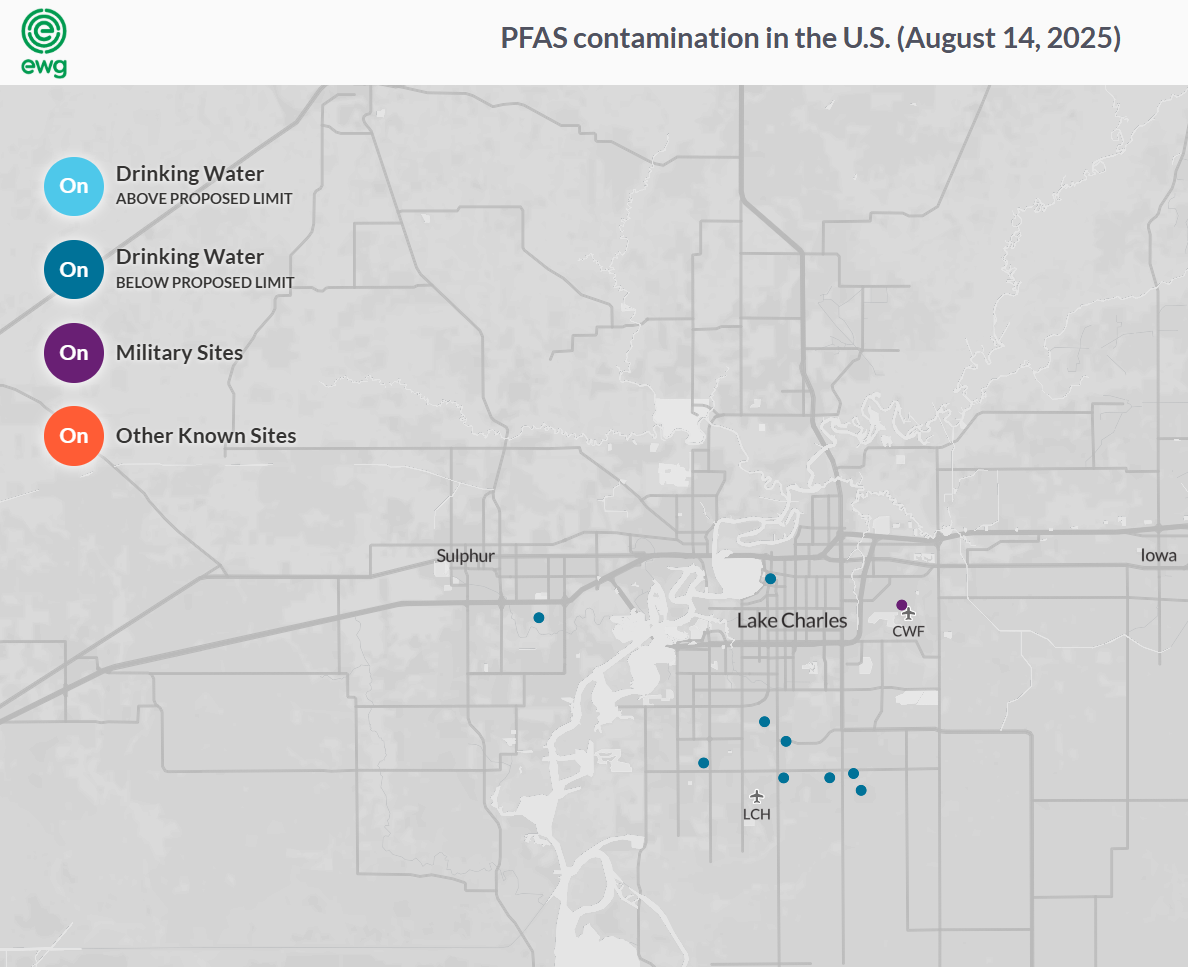 ewg
PFAS contamination in the U.S. (August 14, 2025)
On
Drinking Water
ABOVE PROPOSED LIMIT
On
Drinking Water
BELOW PROPOSED LIMIT
On
Military Sites
On
Other Known Sites
Sulphur
Iowa
Lake Charles
CWF
LCH